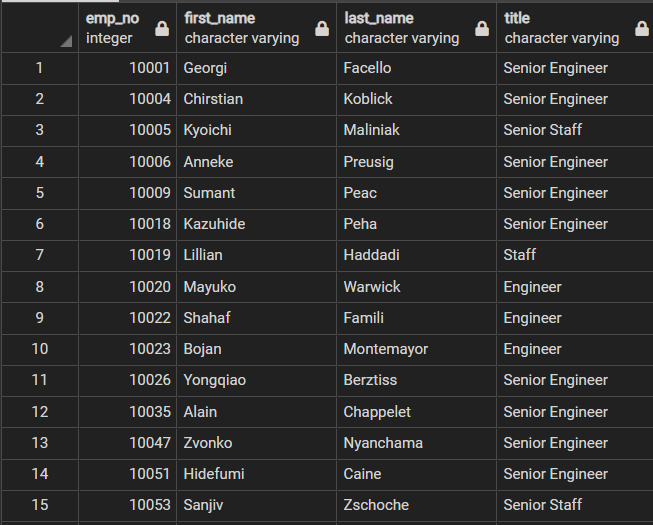 emp_no first_name last_name title
integer character varying character varying character varying
1 10001 Georgi Facello Senior Engineer
2 10004 Chirstian Koblick Senior Engineer
3 10005 Kyoichi Maliniak Senior Staff
4 10006 Anneke Preusig Senior Engineer
5 10009 Sumant Peac Senior Engineer
6 10018 Kazuhide Peha Senior Engineer
7 10019 Lillian Haddadi Staff
8 10020 Mayuko Warwick Engineer
9 10022 Shahaf Famili Engineer
10 10023 Bojan Montemayor Engineer
11 10026 Yongqiao Berztiss Senior Engineer
12 10035 Alain Chappelet Senior Engineer
13 10047 Zvonko Nyanchama Senior Engineer
14 10051 Hidefumi Caine Senior Engineer
15 10053 Sanjiv Zschoche Senior Staff